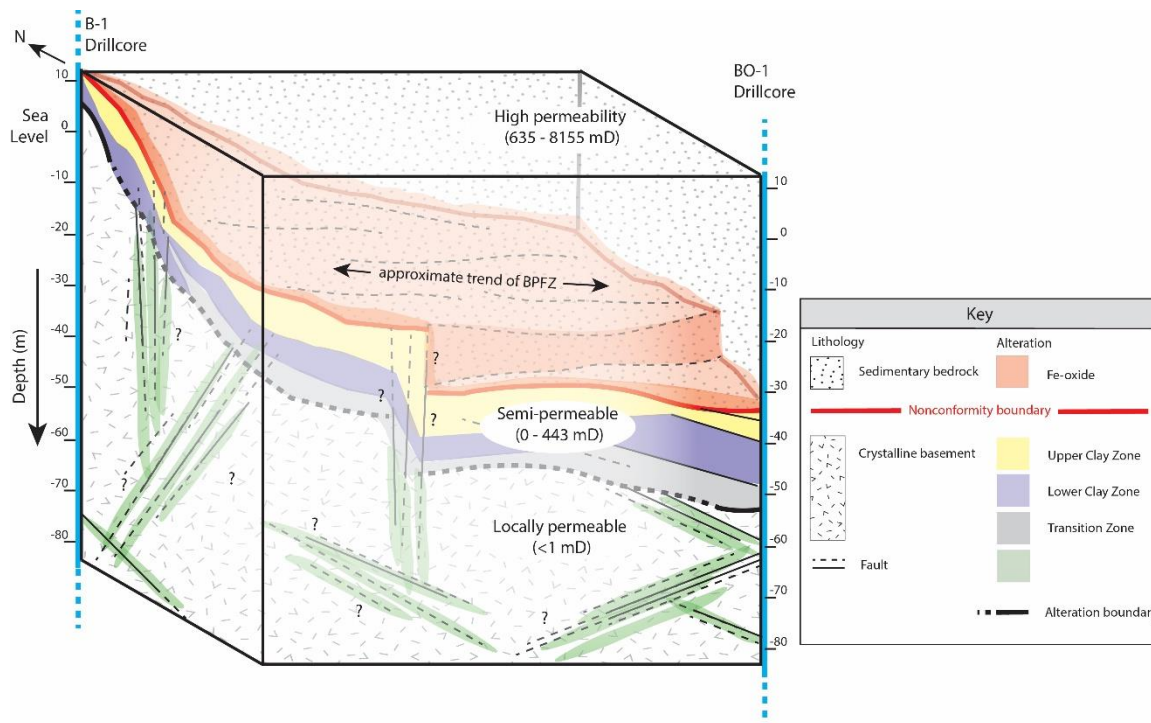 B-1
Drillcore
N
BO-1
Drillcore
10
Sea
Level
0
-10
-20
-30
-40
-50
-60
-70
-80
Depth (m)
High permeability
(635 - 8155 mD)
approximate trend of BPFZ
Semi-permeable
(0 - 443 mD)
Locally permeable
(<1 mD)
?
?
?
?
?
?
?
?
?
?
10
0
-10
-20
-30
-40
-50
-60
-70
-80
Key
Lithology
Alteration
Sedimentary bedrock
Fe-oxide
Nonconformity boundary
Crystalline basement
Upper Clay Zone
Lower Clay Zone
Transition Zone
Fault
Alteration boundary